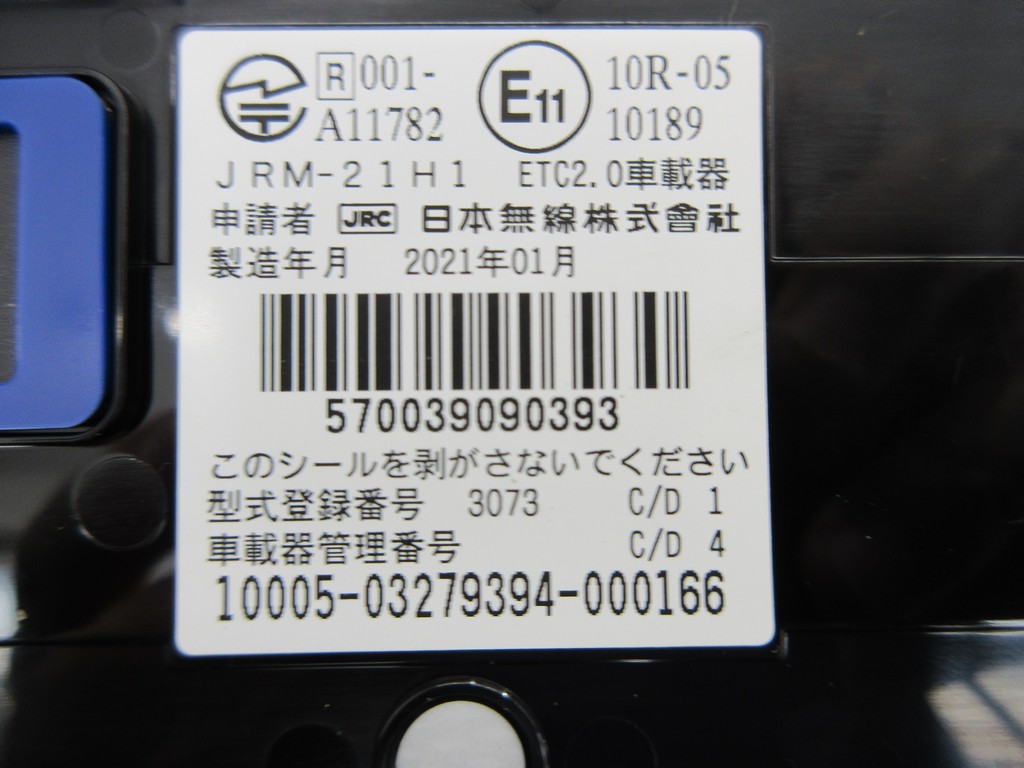 R 001-A11782 E11 10R-05 10189
JRM-21H1 ETC2.0車載器
申請者 JRC 日本無線株式會社
製造年月 2021年01月
570039090393
このシールを剥がさないでください
型式登録番号 3073 C/D 1
車載器管理番号 C/D 4
10005-03279394-000166